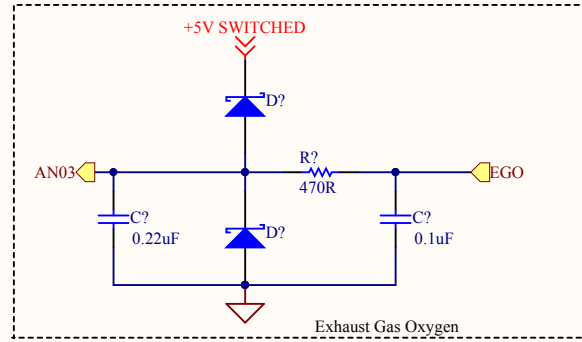 +5V SWITCHED
D?
AN03
R?
470R
EGO
C?
0.22uF
D?
C?
0.1uF
Exhaust Gas Oxygen